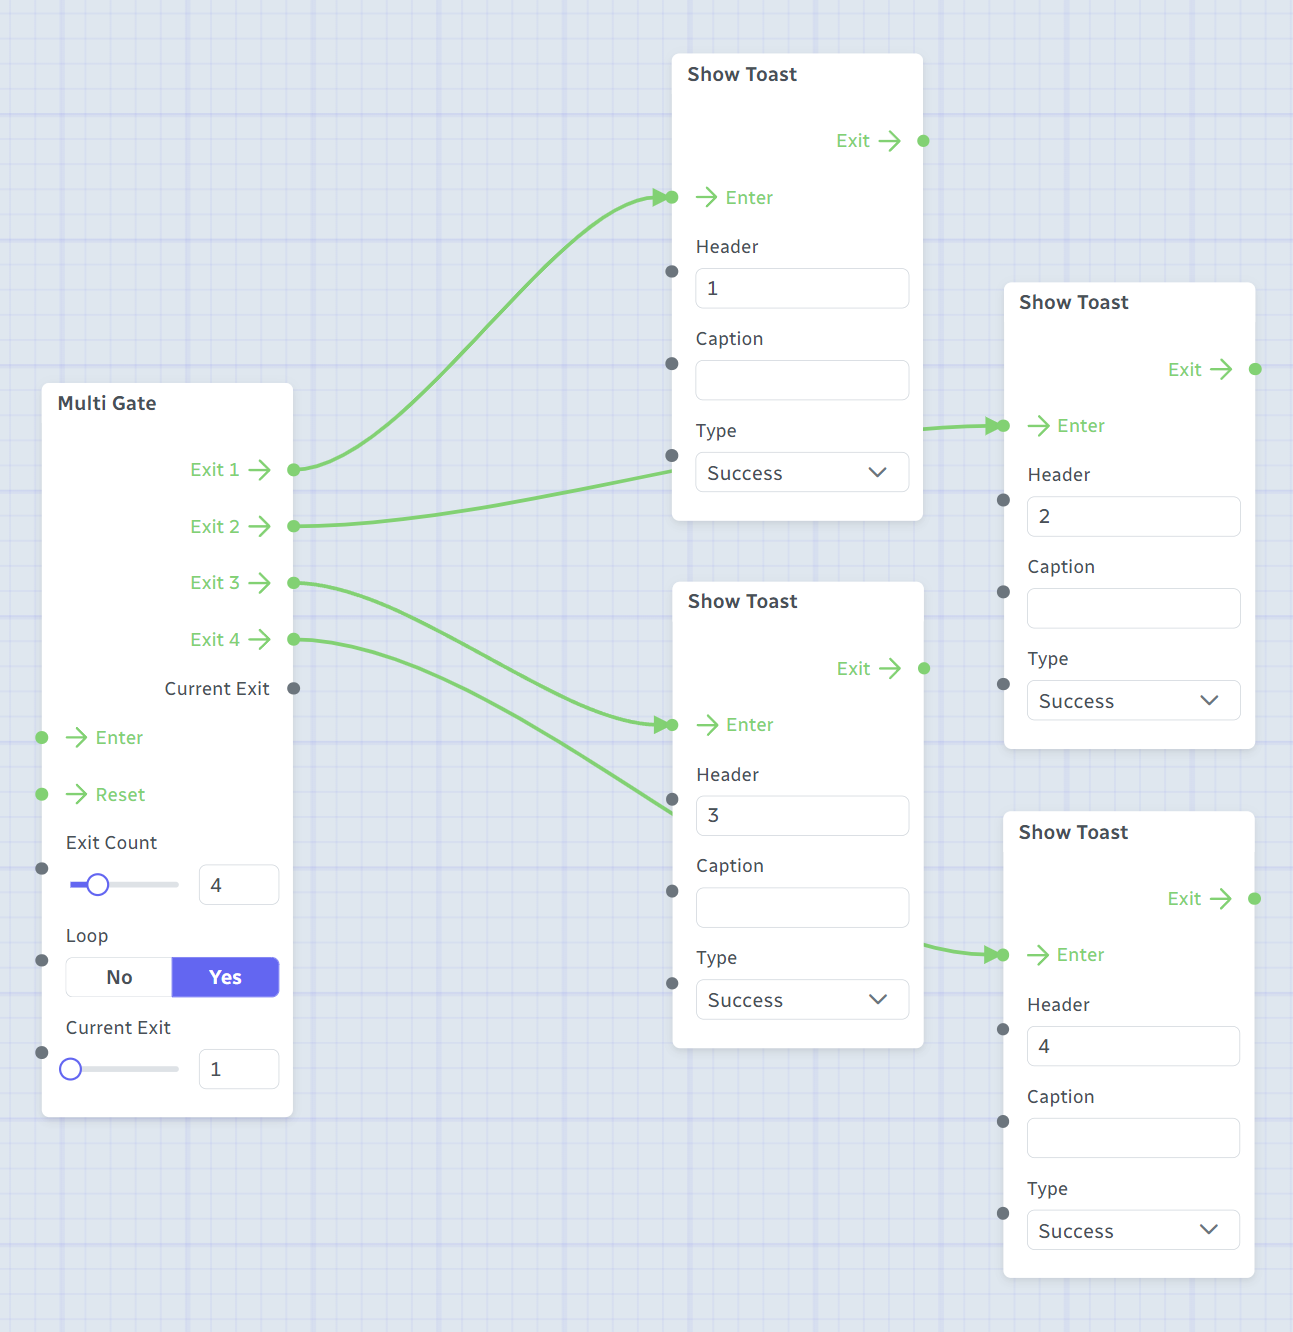 Multi Gate
Exit 1
Exit 2
Exit 3
Exit 4
Current Exit
Enter
Reset
Exit Count
4
Loop
No Yes
Current Exit
1
Show Toast
Exit
Enter
Header
1
Caption
Type
Success
Show Toast
Exit
Enter
Header
2
Caption
Type
Success
Show Toast
Exit
Enter
Header
3
Caption
Type
Success
Show Toast
Exit
Enter
Header
4
Caption
Type
Success